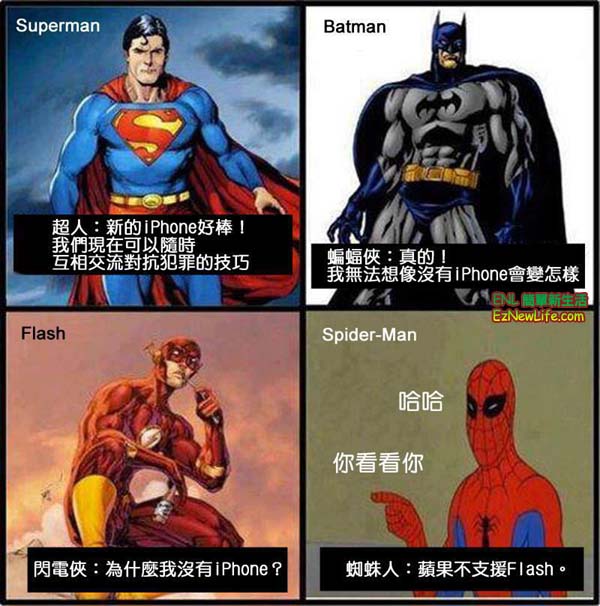 Superman
超人：新的iPhone好棒！
我們現在可以隨時
互相交流對抗犯罪的技巧
Batman
蝙蝠俠：真的！
我無法想像沒有iPhone會變怎樣
ENL 簡單新生活
EzNewLife.com
Flash
閃電俠：為什麼我沒有iPhone？
Spider-Man
哈哈
你看看你
蜘蛛人：蘋果不支援Flash。